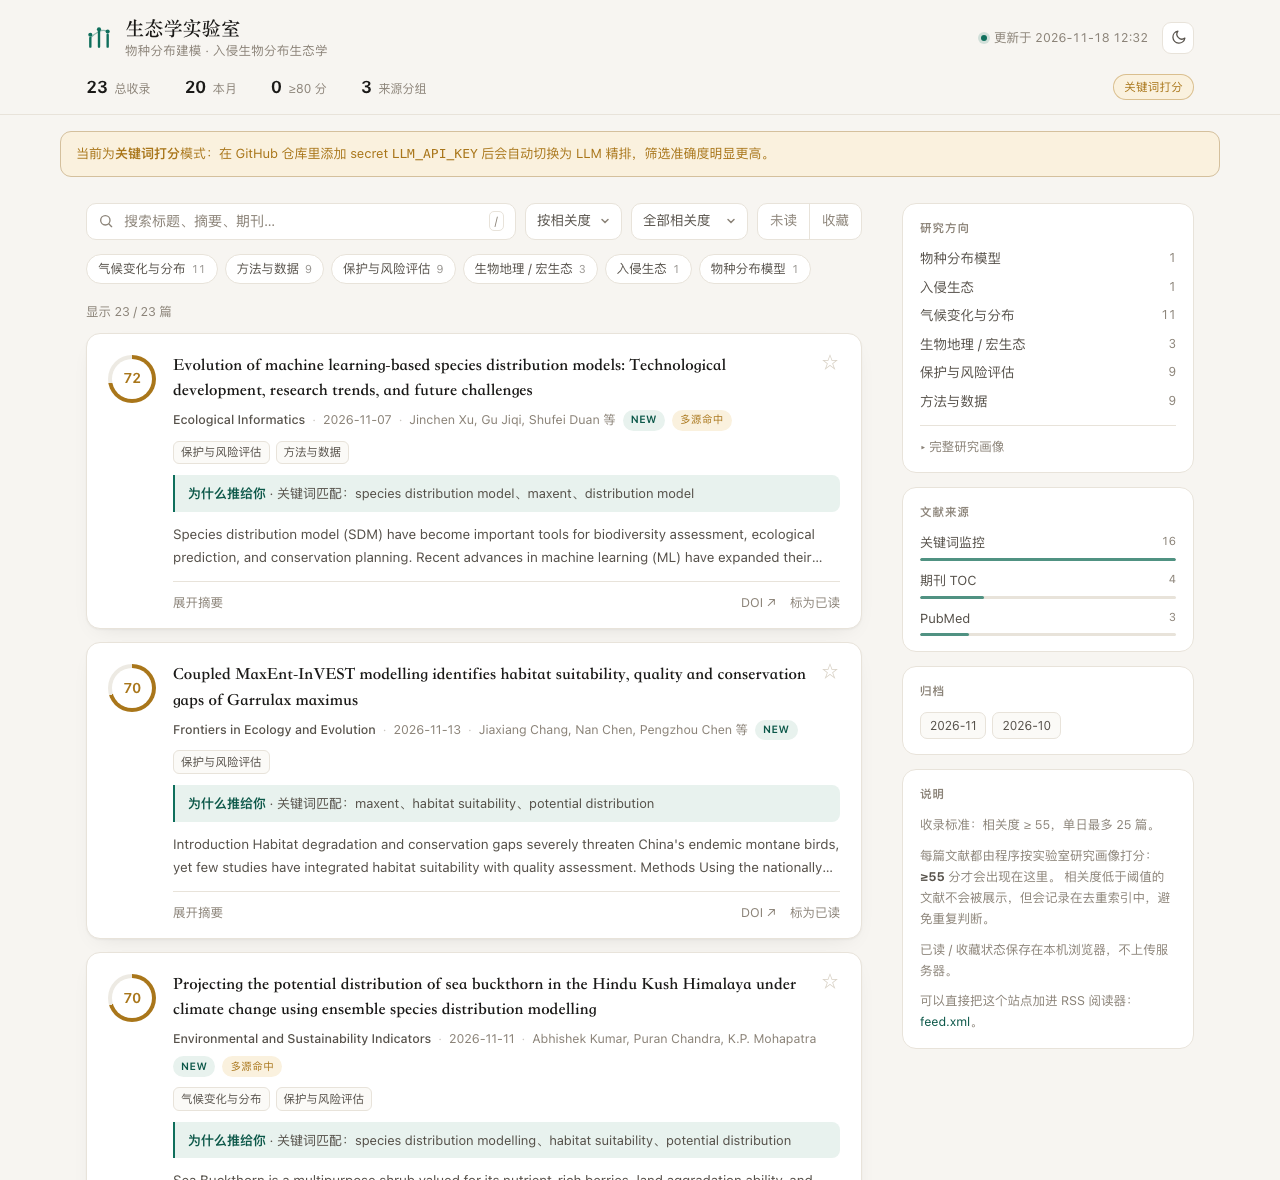 生态学实验室
物种分布建模 · 入侵生物分布生态学
更新于 2026-11-18 12:32
23 总收录 20 本月 0 ≥80 分 3 来源分组
关键词打分
当前为关键词打分模式：在 GitHub 仓库里添加 secret LLM_API_KEY 后会自动切换为 LLM 精排，筛选准确度明显更高。
搜索标题、摘要、期刊… /
按相关度 全部相关度 未读 收藏
气候变化与分布 11 方法与数据 9 保护与风险评估 9 生物地理 / 宏生态 3 入侵生态 1 物种分布模型 1
显示 23 / 23 篇
72
Evolution of machine learning-based species distribution models: Technological
development, research trends, and future challenges
☆
Ecological Informatics · 2026-11-07 · Jinchen Xu, Gu Jiqi, Shufei Duan 等 NEW 多源命中
保护与风险评估 方法与数据
为什么推给你 · 关键词匹配：species distribution model、maxent、distribution model
Species distribution model (SDM) have become important tools for biodiversity assessment, ecological
prediction, and conservation planning. Recent advances in machine learning (ML) have expanded their…
展开摘要 DOI ↗ 标为已读
70
Coupled MaxEnt-InVEST modelling identifies habitat suitability, quality and conservation
gaps of Garrulax maximus
☆
Frontiers in Ecology and Evolution · 2026-11-13 · Jiaxiang Chang, Nan Chen, Pengzhou Chen 等 NEW
保护与风险评估
为什么推给你 · 关键词匹配：maxent、habitat suitability、potential distribution
Introduction Habitat degradation and conservation gaps severely threaten China's endemic montane birds,
yet few studies have integrated habitat suitability with quality assessment. Methods Using the nationally…
展开摘要 DOI ↗ 标为已读
70
Projecting the potential distribution of sea buckthorn in the Hindu Kush Himalaya under
climate change using ensemble species distribution modelling
☆
Environmental and Sustainability Indicators · 2026-11-11 · Abhishek Kumar, Puran Chandra, K.P. Mohapatra
NEW 多源命中
气候变化与分布 保护与风险评估
为什么推给你 · 关键词匹配：species distribution modelling、habitat suitability、potential distribution
Sea Buckthorn is a multipurpose shrub valued for its nutrient-rich berries, land aggradation ability, and
研究方向
物种分布模型 1
入侵生态 1
气候变化与分布 11
生物地理 / 宏生态 3
保护与风险评估 9
方法与数据 9
▸ 完整研究画像
文献来源
关键词监控 16
期刊 TOC 4
PubMed 3
归档
2026-11 2026-10
说明
收录标准：相关度 ≥ 55，单日最多 25 篇。
每篇文献都由程序按实验室研究画像打分：
≥55 分才会出现在这里。 相关度低于阈值的
文献不会被展示，但会记录在去重索引中，避
免重复判断。
已读 / 收藏状态保存在本机浏览器，不上传服
务器。
可以直接把这个站点加进 RSS 阅读器：
feed.xml。